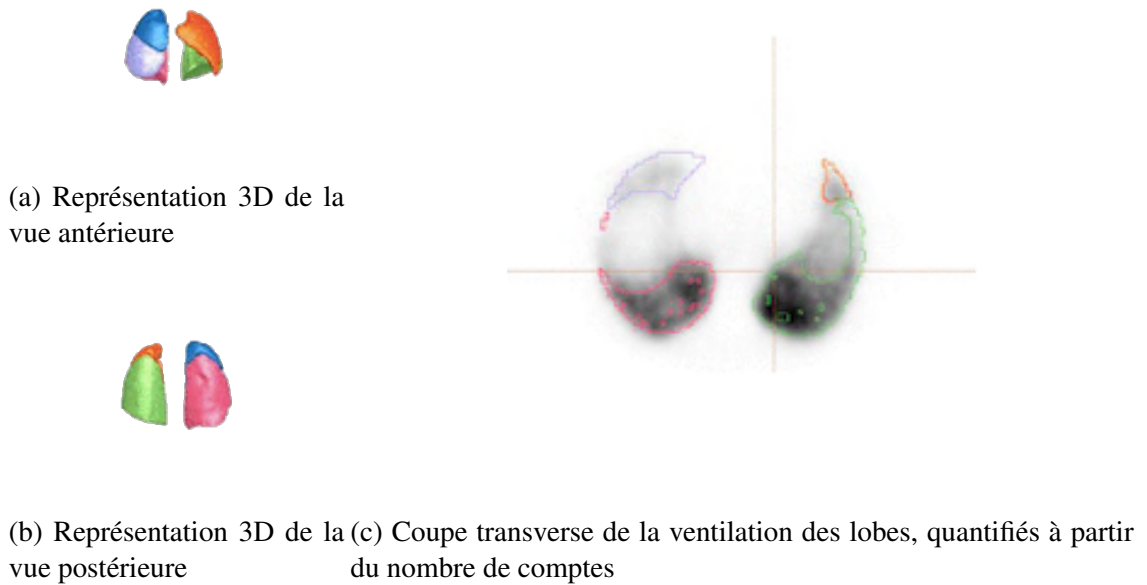 (a) Représentation 3D de la
vue antérieure
(b) Représentation 3D de la
vue postérieure
(c) Coupe transverse de la ventilation des lobes, quantifiés à partir
du nombre de comptes